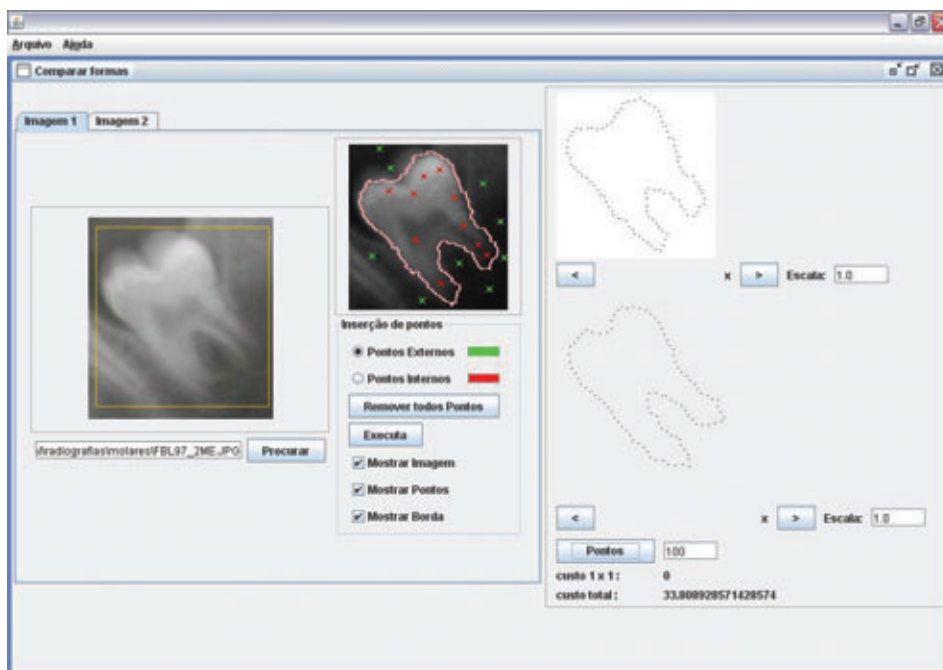 Arquivo Ajuda
Comparar formas
Imagem 1 Imagem 2
Inserção de pontos
Pontos Externos
Pontos Internos
Remover todos Pontos
Executa
Mostrar Imagem
Mostrar Pontos
Mostrar Borda
\radiografias\molares\FBL97_2ME.JPG Procurar
< x > Escala: 1.0
< x > Escala: 1.0
Pontos 100
custo 1 x 1 : 0
custo total : 33.808928571428574